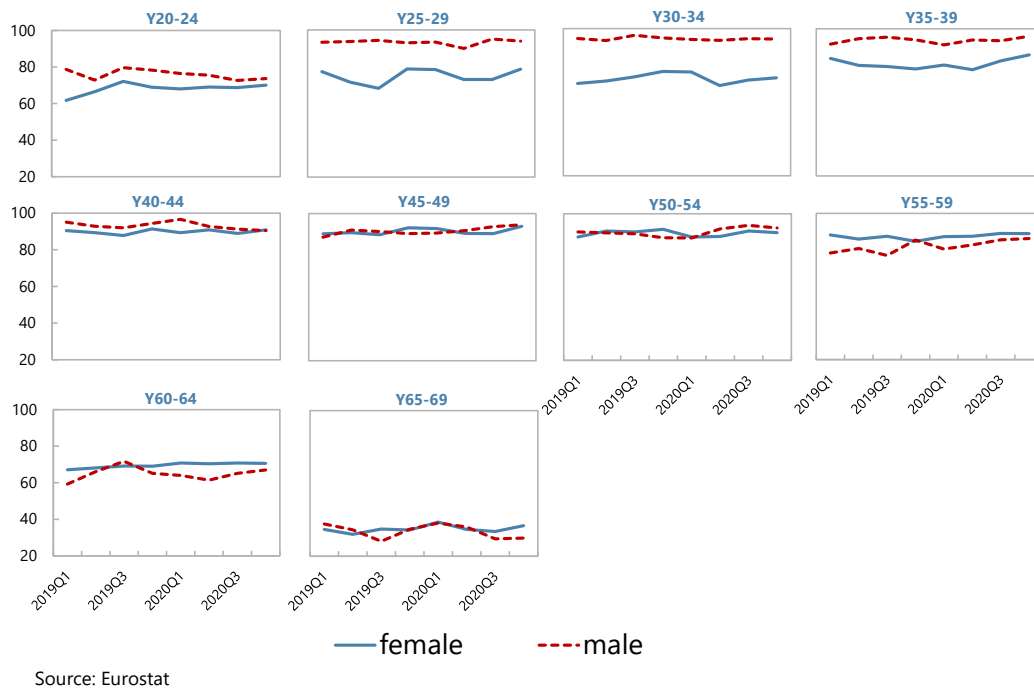 Y20-24 Y25-29 Y30-34 Y35-39
100
80
60
40
20
Y40-44 Y45-49 Y50-54 Y55-59
100
80
60
40
20
2019Q1 2019Q3 2020Q1 2020Q3 2019Q1 2019Q3 2020Q1 2020Q3
Y60-64 Y65-69
100
80
60
40
20
2019Q1 2019Q3 2020Q1 2020Q3 2019Q1 2019Q3 2020Q1 2020Q3
female male
Source: Eurostat